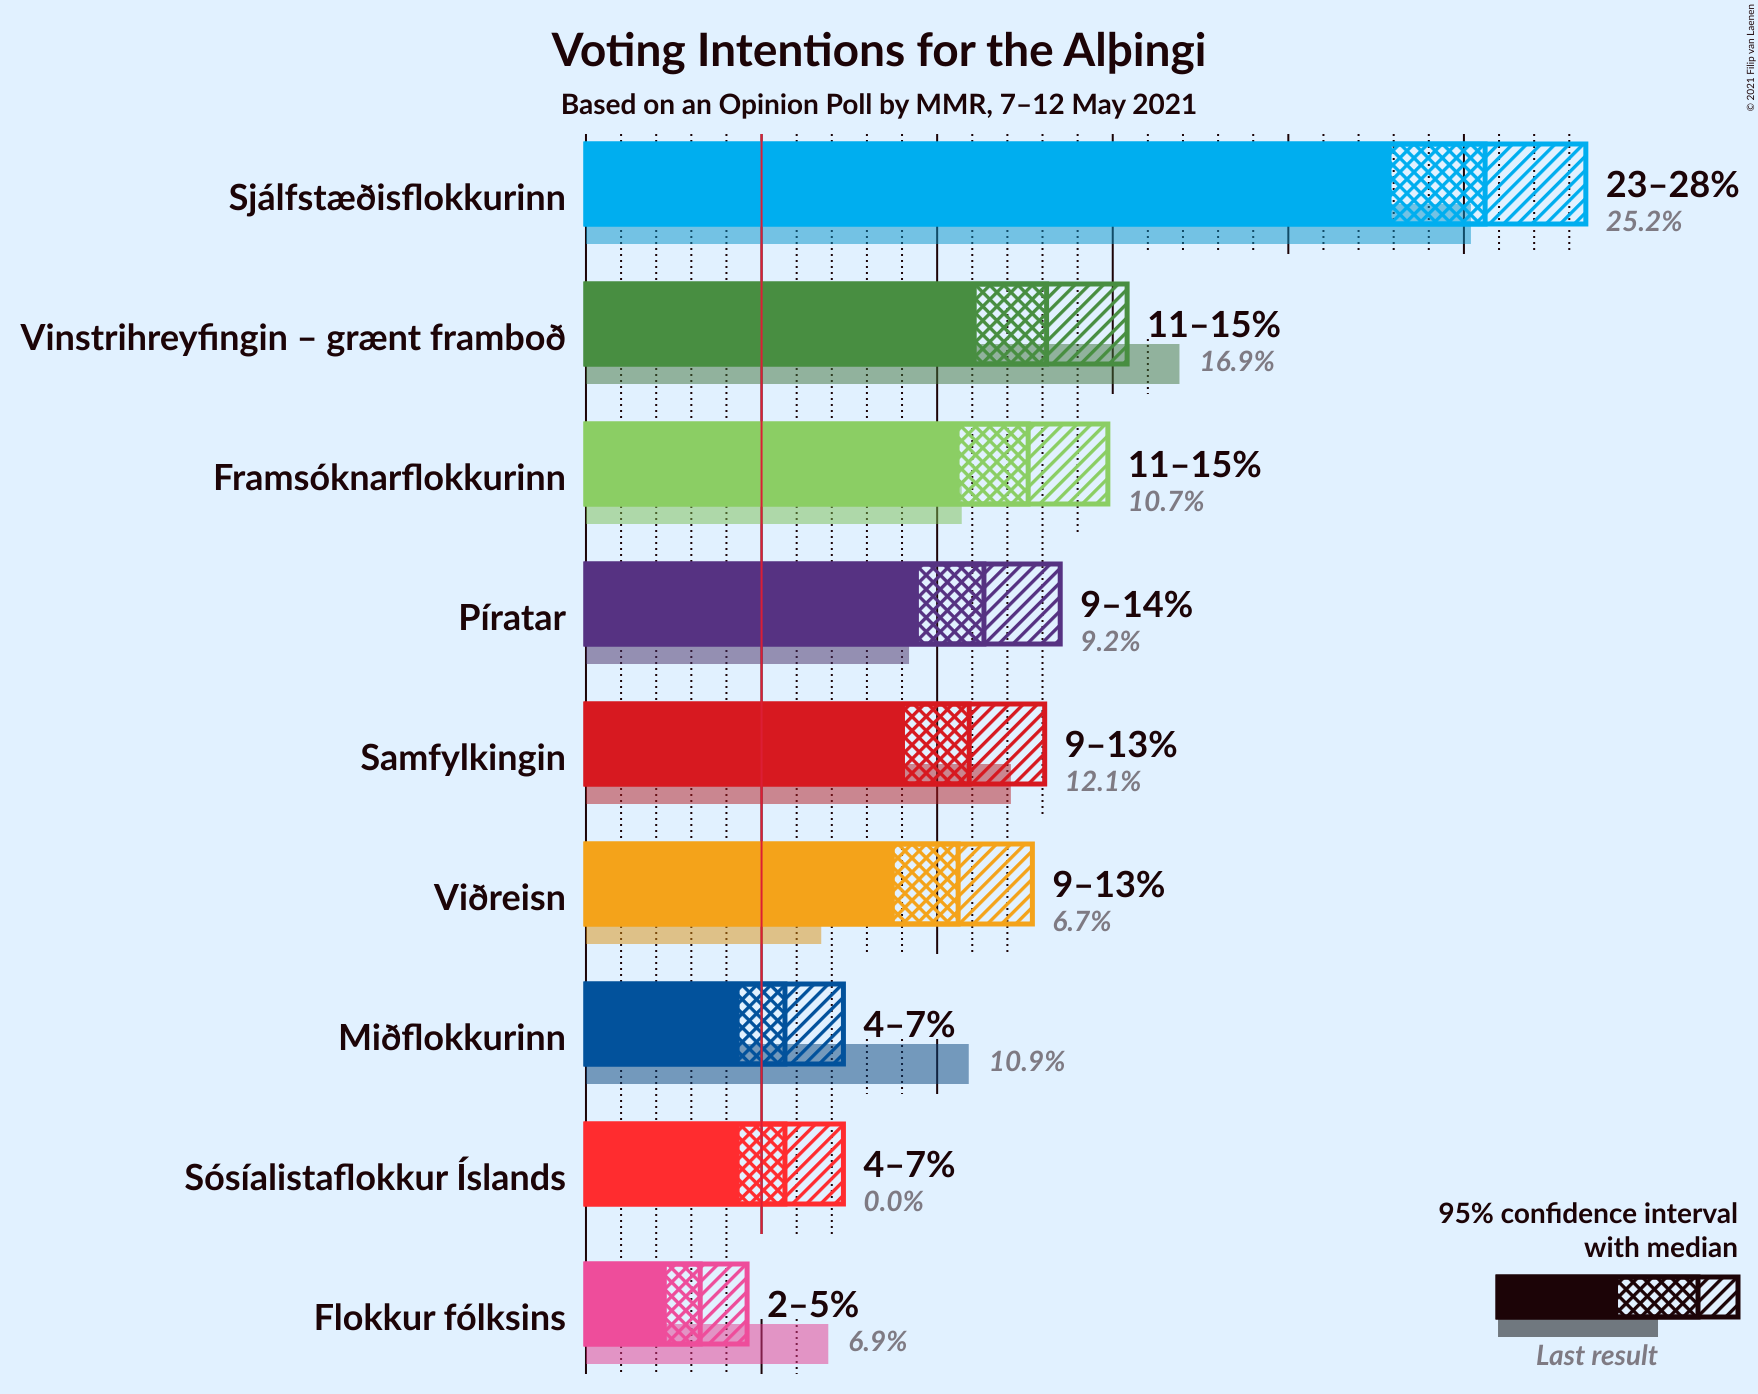 Voting Intentions for the Alþingi
Based on an Opinion Poll by MMR, 7–12 May 2021
© 2021 Filip van Laenen
Sjálfstæðisflokkurinn
23–28%
25.2%
Vinstrihreyfingin – grænt framboð
11–15%
16.9%
Framsóknarflokkurinn
11–15%
10.7%
Píratar
9–14%
9.2%
Samfylkingin
9–13%
12.1%
Viðreisn
9–13%
6.7%
Miðflokkurinn
4–7%
10.9%
Sósíalistaflokkur Íslands
4–7%
0.0%
Flokkur fólksins
2–5%
6.9%
95% confidence interval
with median
Last result